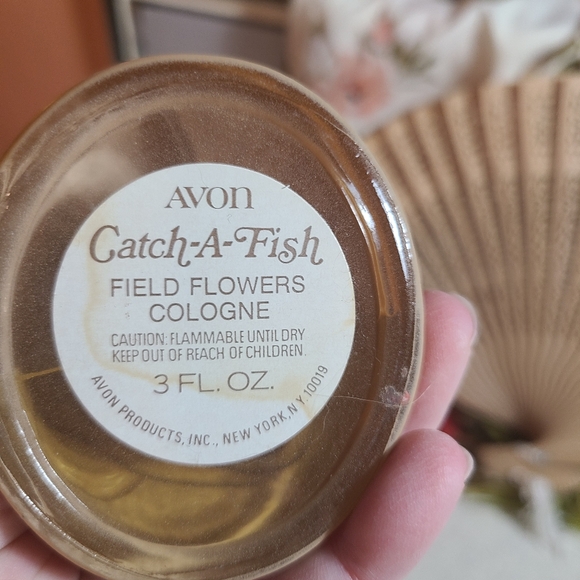 AVON
Catch-A-Fish
FIELD FLOWERS
COLOGNE
CAUTION: FLAMMABLE UNTIL DRY
KEEP OUT OF REACH OF CHILDREN.
3 FL. OZ.
AVON PRODUCTS, INC., NEW YORK, N.Y. 10019